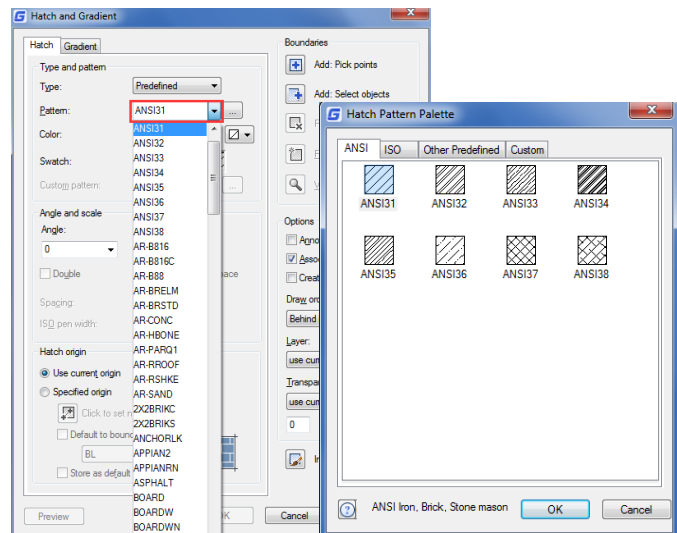 Hatch and Gradient
Hatch
Gradient
Type and pattern
Type:
Predefined
Pattern:
ANSI31
...
Color:
Swatch:
Custom pattern:
...
ANSI31
ANSI32
ANSI33
ANSI34
ANSI35
ANSI36
ANSI37
ANSI38
AR-B816
AR-B816C
AR-B88
AR-BRELM
AR-BRSTD
AR-CONC
AR-HBONE
AR-PARQ1
AR-RROOF
AR-RSHKE
AR-SAND
2X2BRIKC
2X2BRIKS
ANCHORLK
APPIAN2
APPIANRN
ASPHALT
BOARD
BOARDW
BOARDWN
Angle and scale
Angle:
0
Double
Spacing:
ISO pen width:
Hatch origin
Use current origin
Specified origin
Click to set
Default to
BL
Store as default
Preview
Cancel
Boundaries
Add: Pick points
Add: Select objects
Options
Draw
Behind
Layer:
use
use
0
Hatch Pattern Palette
ANSI
ISO
Other Predefined
Custom
ANSI31 ANSI32 ANSI33 ANSI34
ANSI35 ANSI36 ANSI37 ANSI38
ANSI Iron, Brick, Stone mason
OK
Cancel